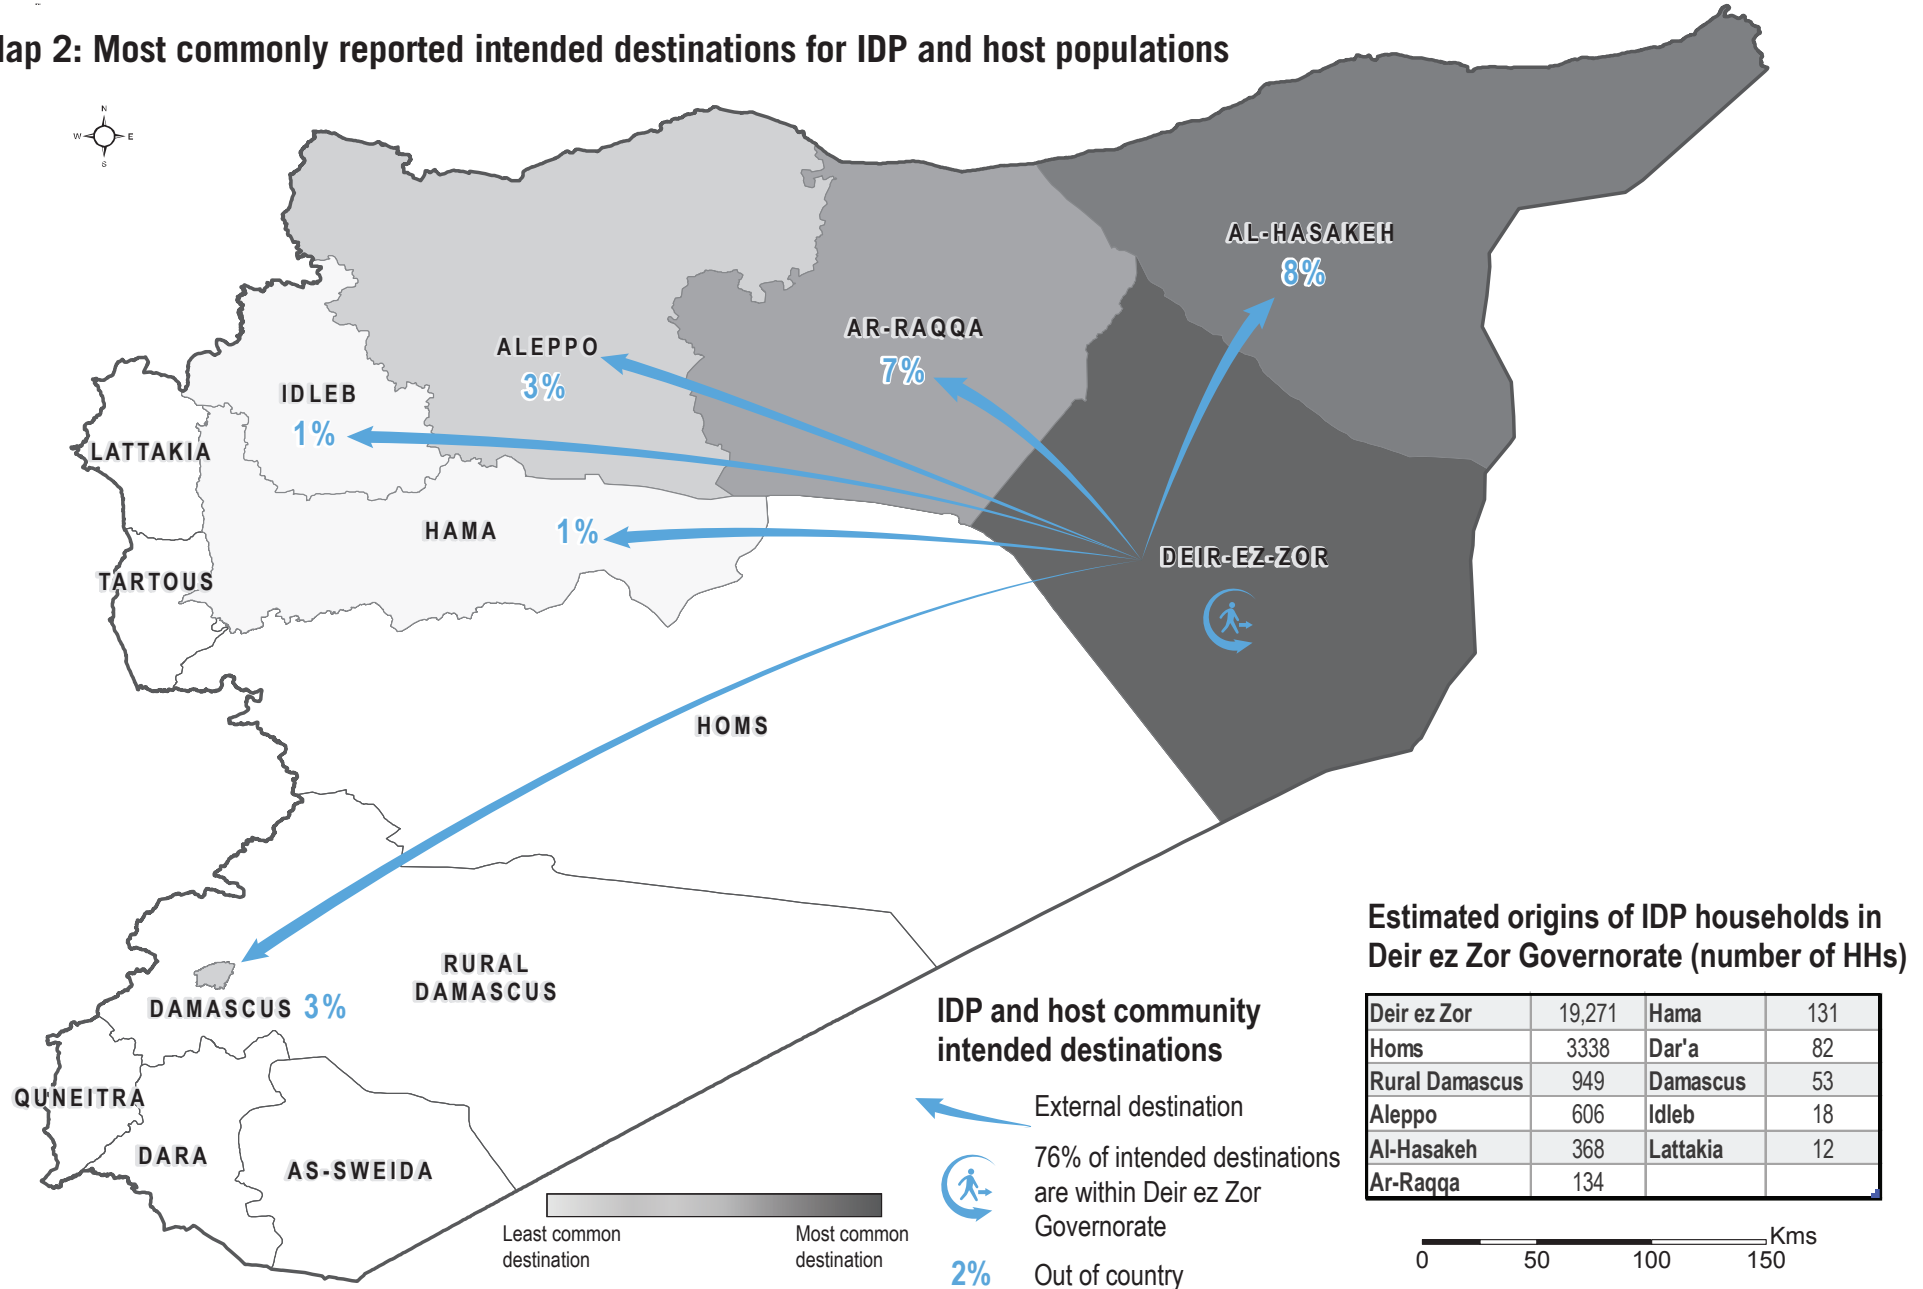 ap 2: Most commonly reported intended destinations for IDP and host populations
N
W
E
S
AL-HASAKEH
8%
AR-RAQQA
7%
ALEPPO
3%
IDLEB
1%
LATTAKIA
HAMA
1%
DEIR-EZ-ZOR
TARTOUS
HOMS
RURAL
DAMASCUS
DAMASCUS 3%
QUNEITRA
DARA
AS-SWEIDA
Least common
destination
Most common
destination
IDP and host community
intended destinations
External destination
76% of intended destinations
are within Deir ez Zor
Governorate
2% Out of country
Estimated origins of IDP households in
Deir ez Zor Governorate (number of HHs)
Deir ez Zor 19,271 Hama 131
Homs 3338 Dar'a 82
Rural Damascus 949 Damascus 53
Aleppo 606 Idleb 18
Al-Hasakeh 368 Lattakia 12
Ar-Raqqa 134
Kms
0 50 100 150